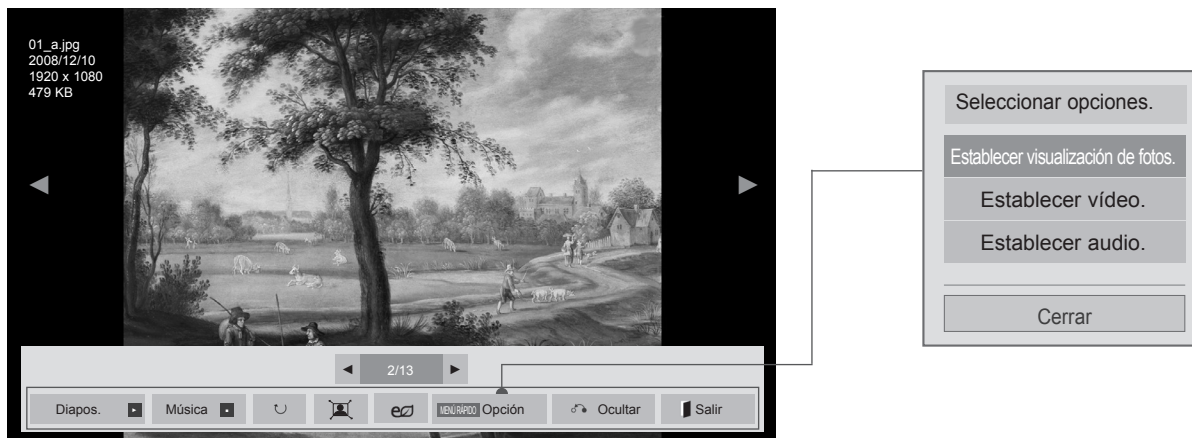 01_a.jpg
2008/12/10
1920 x 1080
479 KB
2/13
Diapos.
Música
MENÚ RÁPIDO Opción
Ocultar
Salir
Seleccionar opciones.
Establecer visualización de fotos.
Establecer vídeo.
Establecer audio.
Cerrar